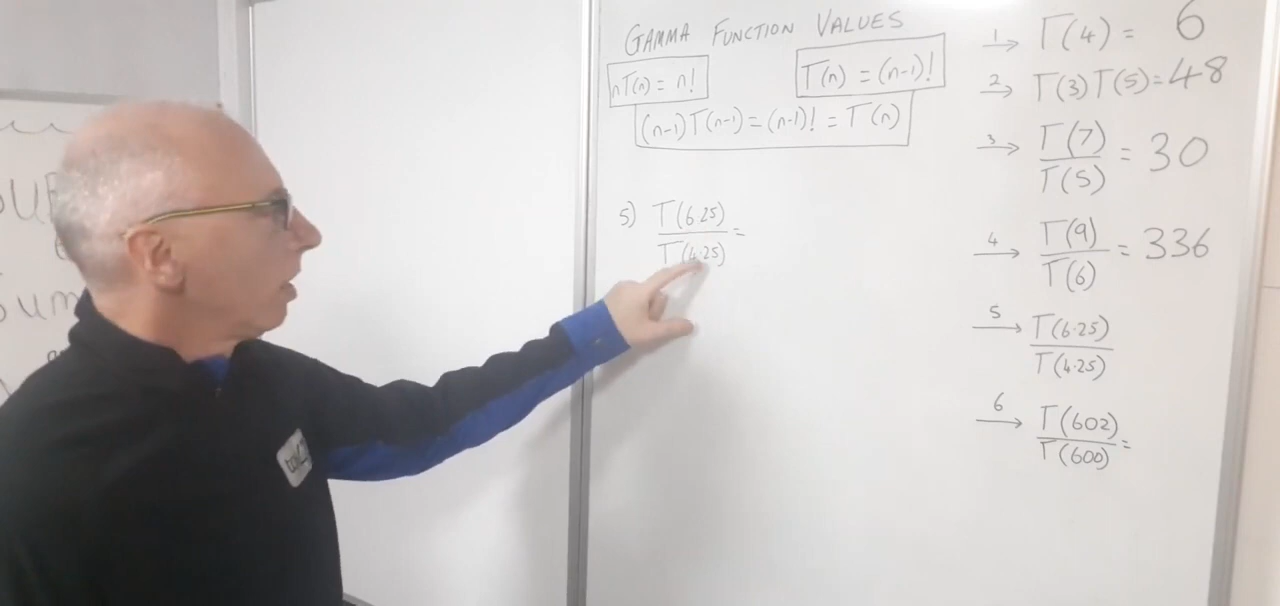 GAMMA FUNCTION VALUES
nΓ(n) = n!
Γ(n) = (n-1)!
(n-1)Γ(n-1) = (n-1)! = Γ(n)
5) Γ(6.25)
Γ(4.25) =
1 → Γ(4) = 6
2 → Γ(3)Γ(5) = 48
3 → Γ(7)
Γ(5) = 30
4 → Γ(9)
Γ(6) = 336
5 → Γ(6.25)
Γ(4.25)
6 → Γ(602)
Γ(600) =